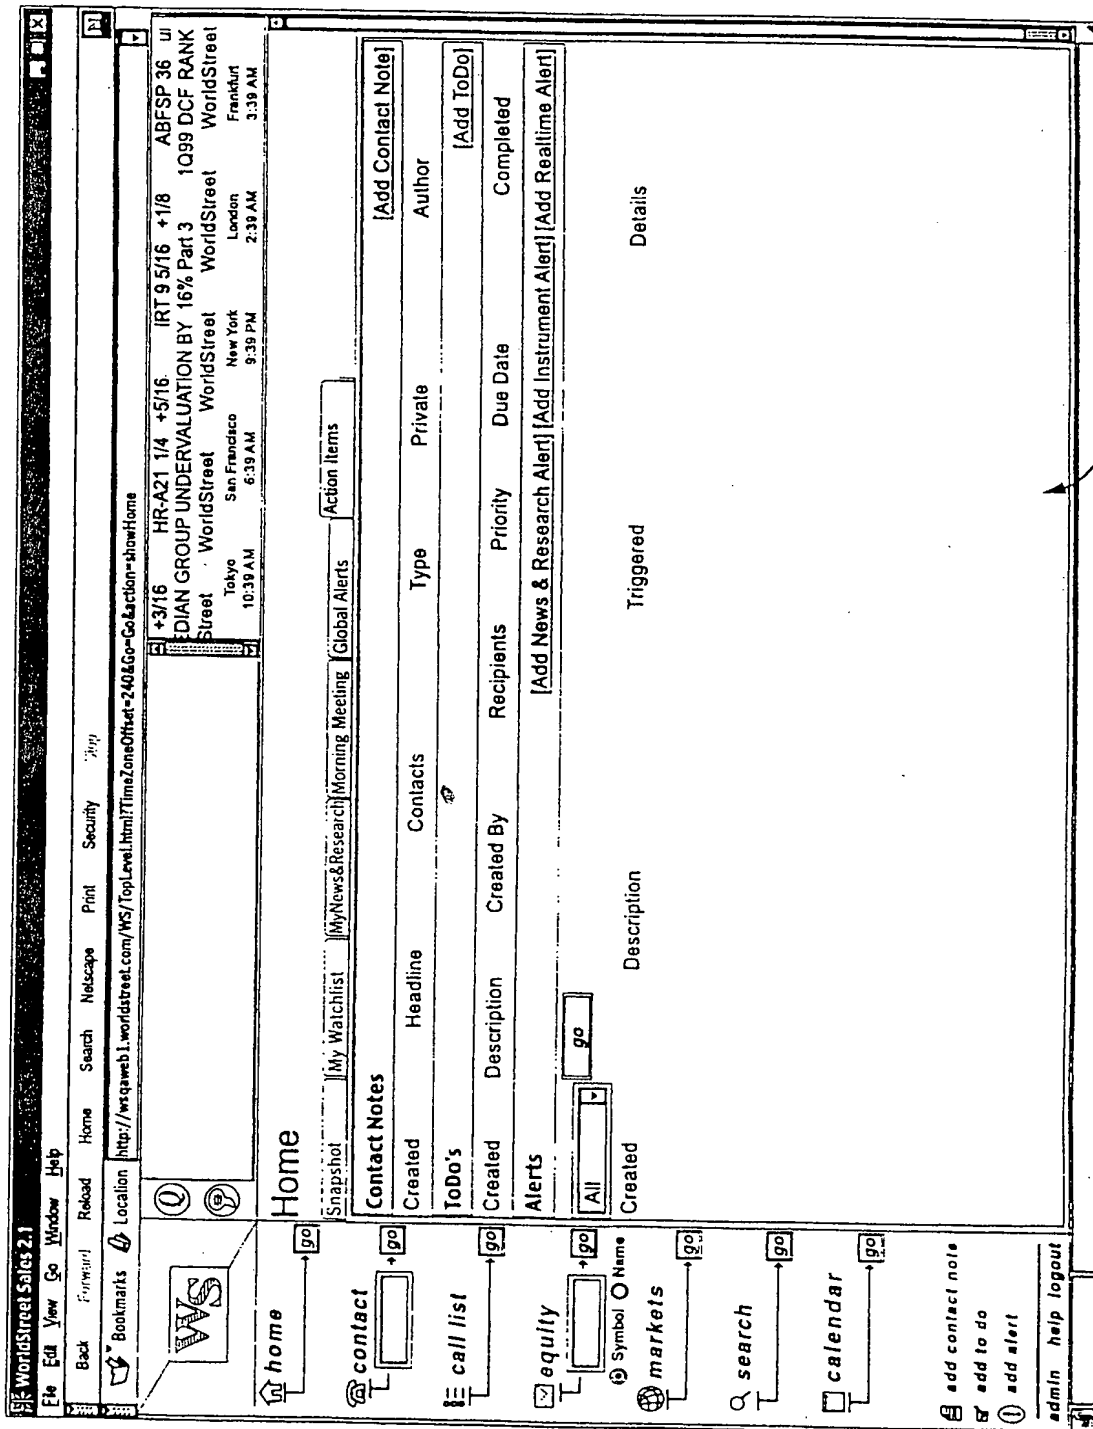 WorldStreet Sales 2.1
File Edit View Go Window Help
Back Forward Reload Home Search Netscape Print Security Stop
Bookmarks Location http://wsqaweb1.worldstreet.com/WS/TopLevel.html?TimeZoneOffset=240&Go=Go&action=showHome
WS
+3/16 HR-A21 1/4 +5/16 IRT 9 5/16 +1/8 ABFSP 36
EDIAN GROUP UNDERVALUATION BY 16% Part 3 1Q99 DCF RANK
Street WorldStreet WorldStreet WorldStreet WorldStreet
Tokyo San Francisco New York London Frankfurt
10:39 AM 6:39 AM 9:39 PM 2:39 AM 3:39 AM
home
go
contact
go
call list
go
equity
go
Symbol Name
markets
go
search
go
calendar
go
add contact note
add to do
add alert
admin help logout
Home
Snapshot My Watchlist MyNews&Research Morning Meeting Global Alerts Action Items
Contact Notes [Add Contact Note]
Created Headline Contacts Type Private Author
ToDo's [Add ToDo]
Created Description Created By Recipients Priority Due Date Completed
Alerts [Add News & Research Alert] [Add Instrument Alert] [Add Realtime Alert]
All go
Created Description Triggered Details